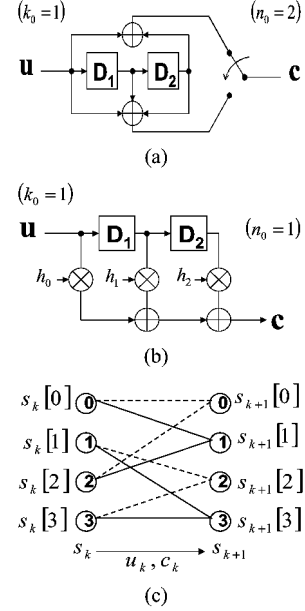 (k₀=1) (n₀=2)
u D₁ D₂ c
(a)
(k₀=1)
u D₁ D₂ (n₀=1)
h₀ h₁ h₂
c
(b)
sₖ[0] 0 0 sₖ₊₁[0]
sₖ[1] 1 1 sₖ₊₁[1]
sₖ[2] 2 2 sₖ₊₁[2]
sₖ[3] 3 3 sₖ₊₁[3]
sₖ uₖ, cₖ sₖ₊₁
(c)